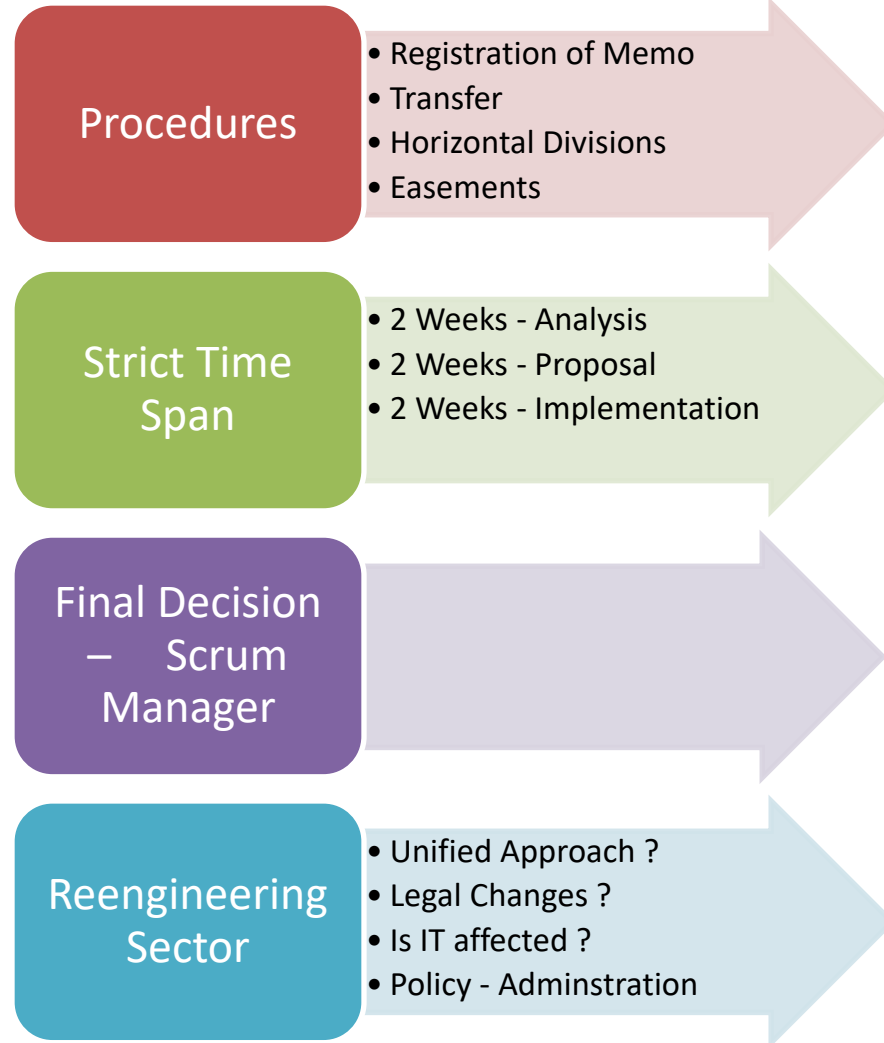 Procedures
• Registration of Memo
• Transfer
• Horizontal Divisions
• Easements
Strict Time
Span
• 2 Weeks - Analysis
• 2 Weeks - Proposal
• 2 Weeks - Implementation
Final Decision
– Scrum
Manager
Reengineering
Sector
• Unified Approach ?
• Legal Changes ?
• Is IT affected ?
• Policy - Adminstration